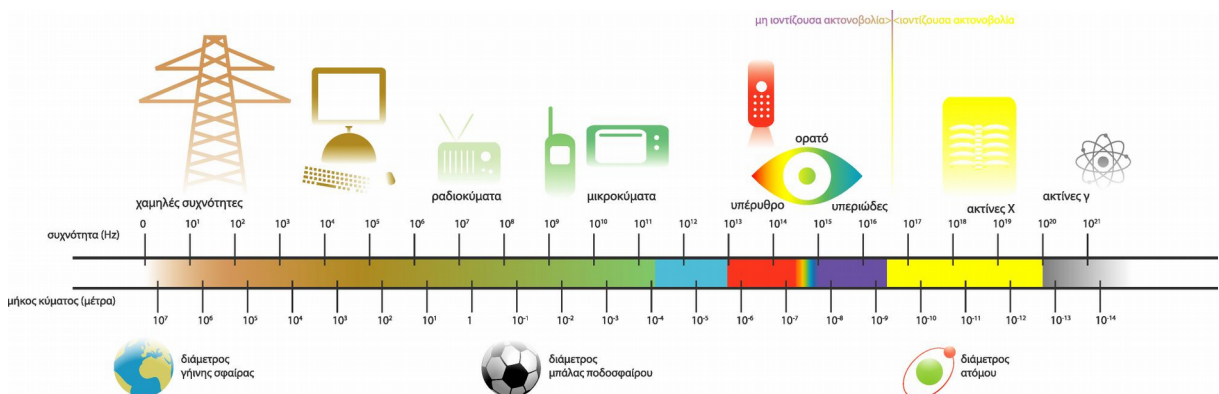 μη ιοντίζουσα ακτονοβολία><ιοντίζουσα ακτονοβολία
ορατό
χαμηλές συχνότητες
ραδιοκύματα
μικροκύματα
υπέρυθρο
υπεριώδες
ακτίνες Χ
ακτίνες γ
συχνότητα (Hz)
0 10¹ 10² 10³ 10⁴ 10⁵ 10⁶ 10⁷ 10⁸ 10⁹ 10¹⁰ 10¹¹ 10¹² 10¹³ 10¹⁴ 10¹⁵ 10¹⁶ 10¹⁷ 10¹⁸ 10¹⁹ 10²⁰ 10²¹
μήκος κύματος (μέτρα)
10⁷ 10⁶ 10⁵ 10⁴ 10³ 10² 10¹ 1 10⁻¹ 10⁻² 10⁻³ 10⁻⁴ 10⁻⁵ 10⁻⁶ 10⁻⁷ 10⁻⁸ 10⁻⁹ 10⁻¹⁰ 10⁻¹¹ 10⁻¹² 10⁻¹³ 10⁻¹⁴
διάμετρος
γήινης σφαίρας
διάμετρος
μπάλας ποδοσφαίρου
διάμετρος
ατόμου